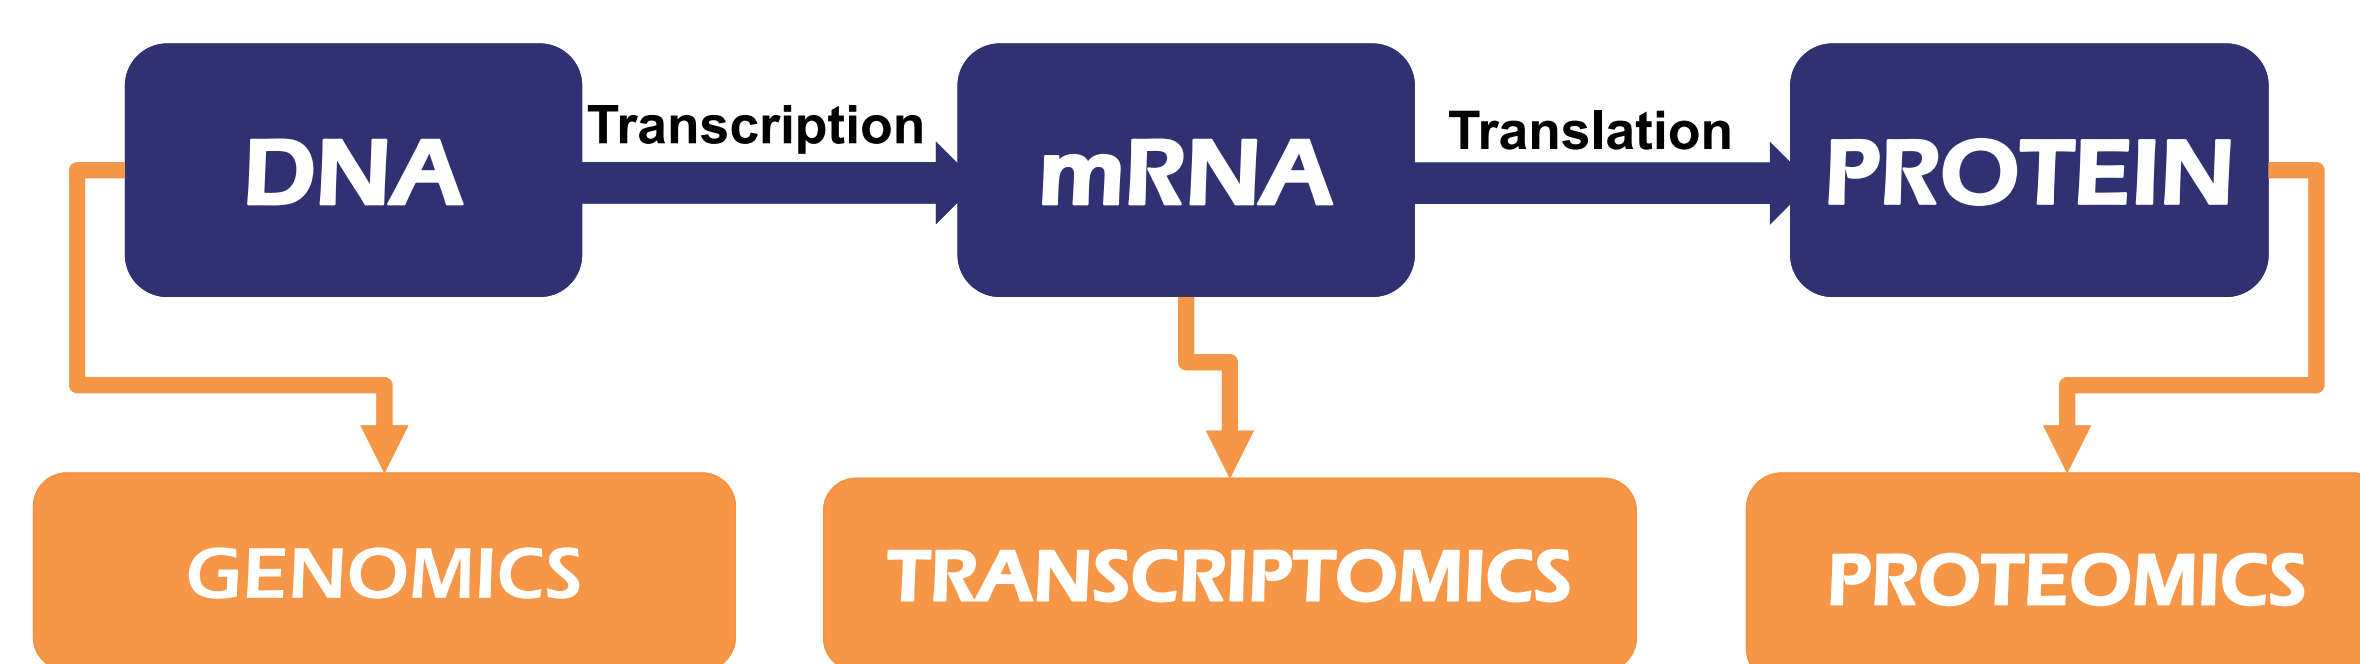 DNA
Transcription
mRNA
Translation
PROTEIN
GENOMICS
TRANSCRIPTOMICS
PROTEOMICS